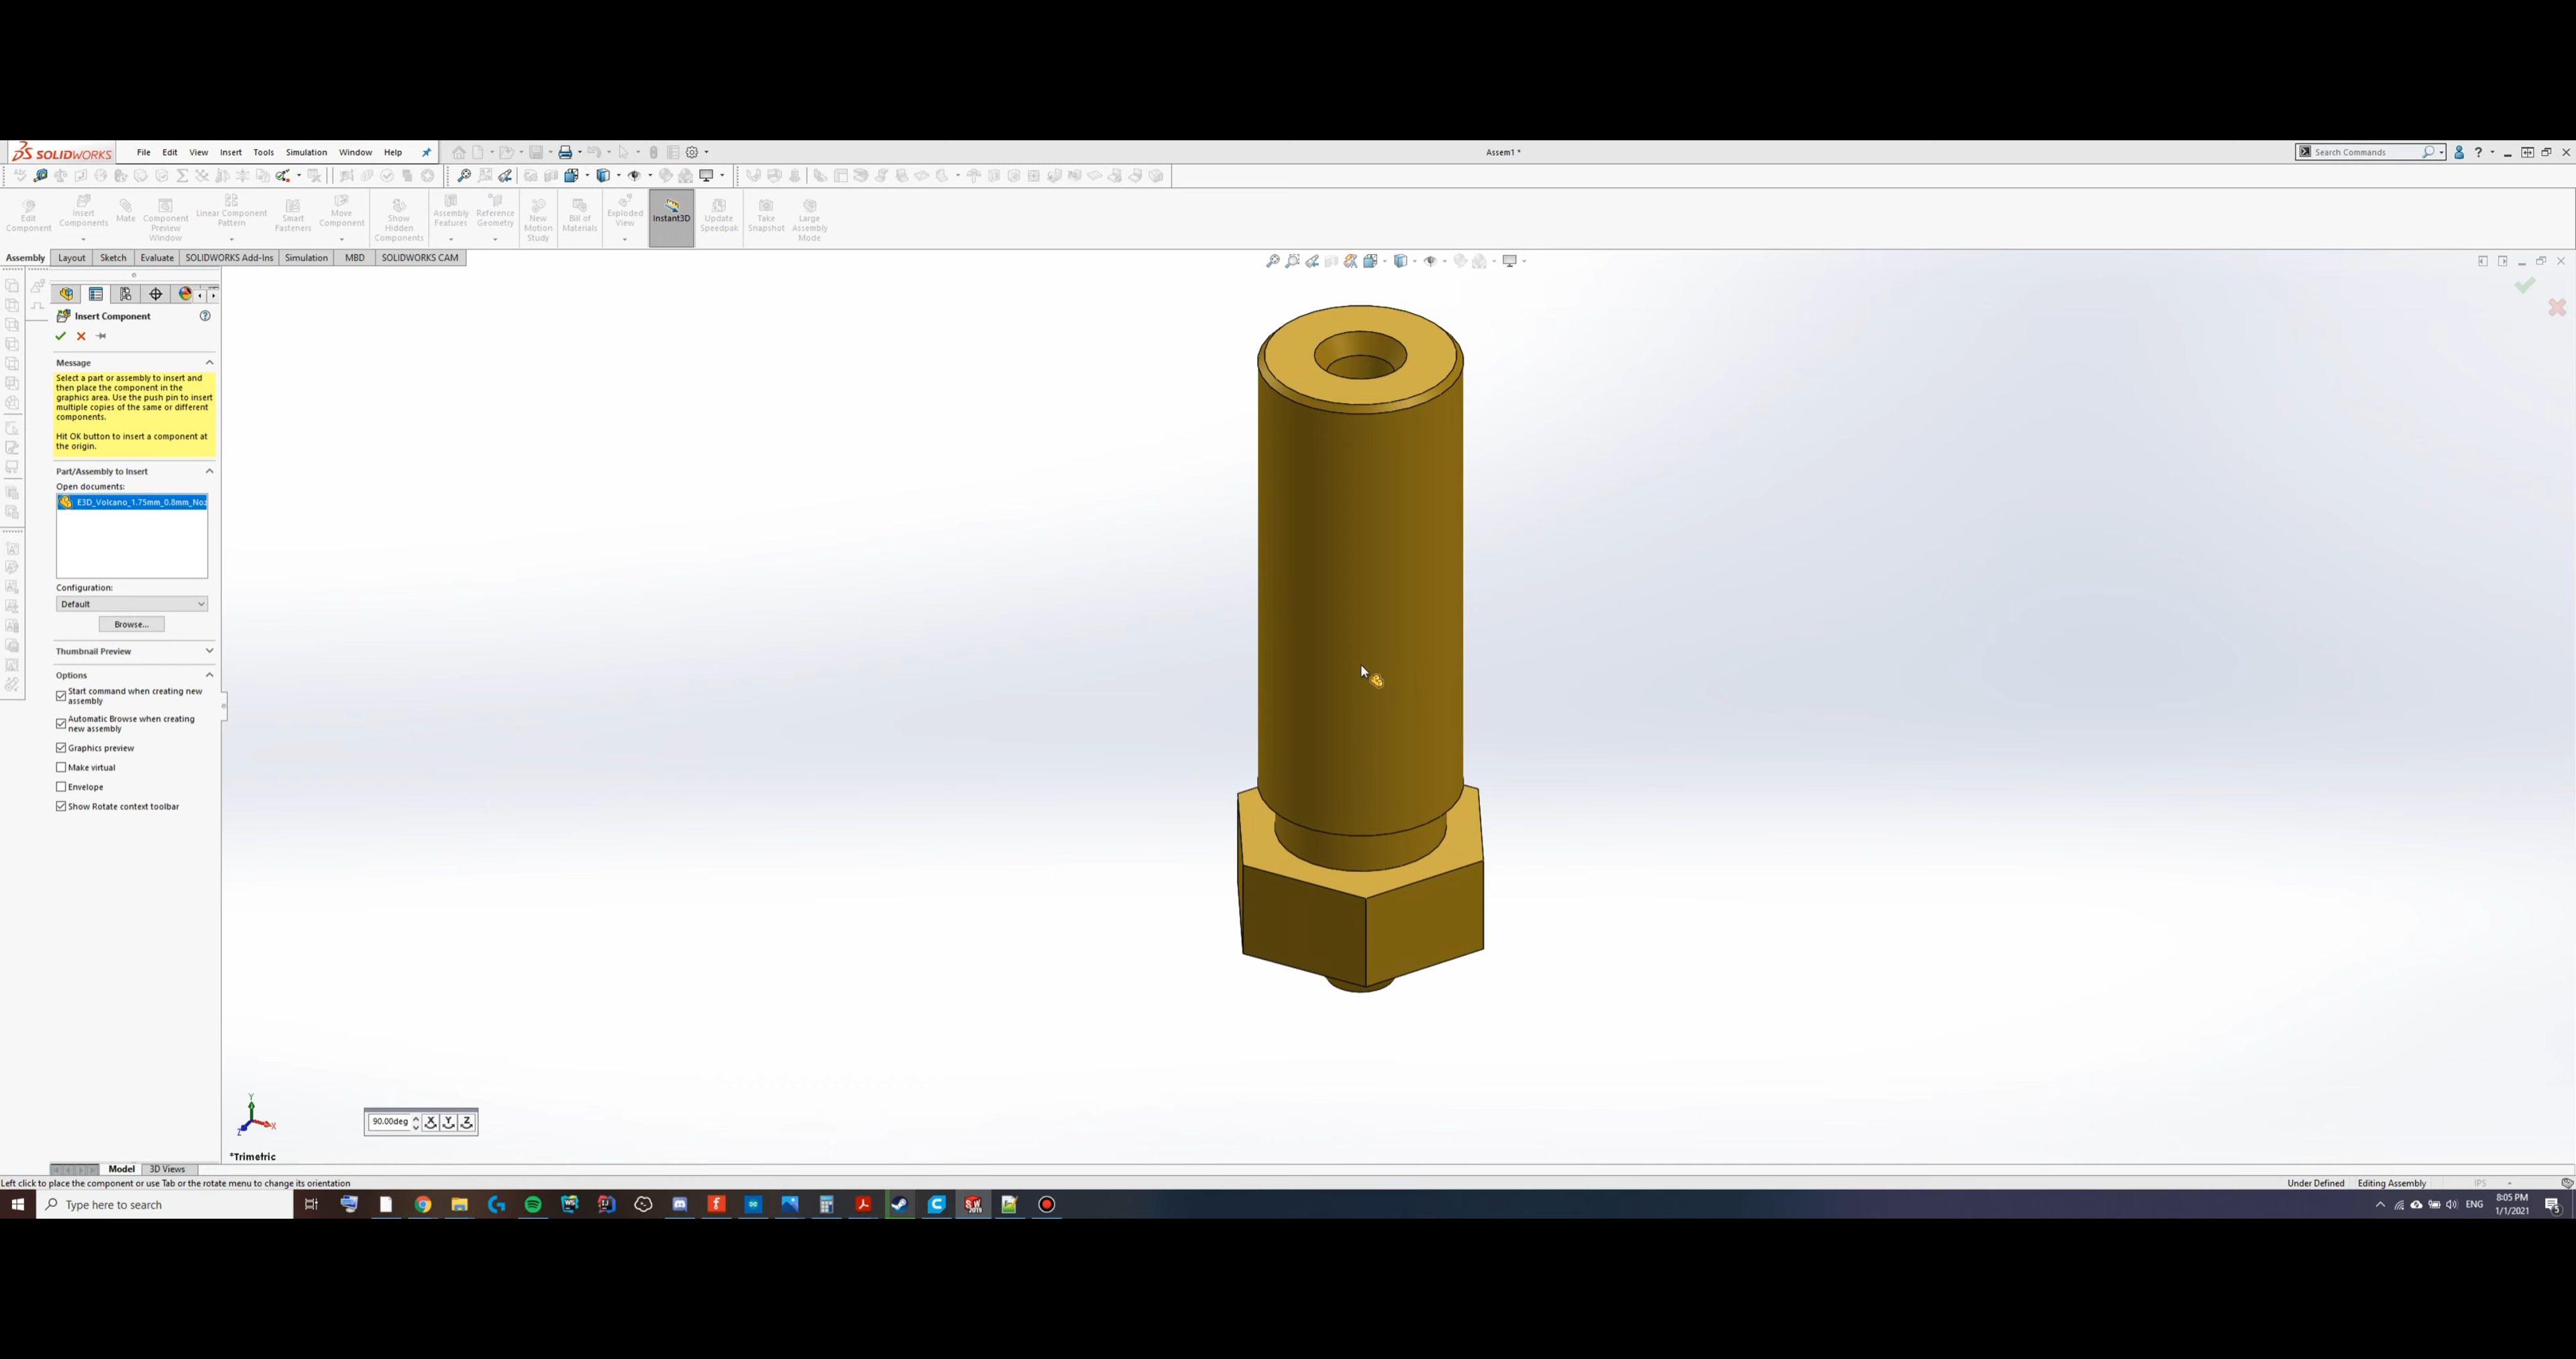 SOLIDWORKS File Edit View Insert Tools Simulation Window Help Assem1 * Search Commands
Edit Component
Insert Components
Mate
Component Preview Window
Linear Component Pattern
Smart Fasteners
Move Component
Show Hidden Components
Assembly Features
Reference Geometry
New Motion Study
Bill of Materials
Exploded View
Instant3D
Update Speedpak
Take Snapshot
Large Assembly Mode
Assembly Layout Sketch Evaluate SOLIDWORKS Add-Ins Simulation MBD SOLIDWORKS CAM
Insert Component
Message
Select a part or assembly to insert and
then place the component in the
graphics area. Use the push pin to insert
multiple copies of the same or different
components.
Hit OK button to insert a component at
the origin.
Part/Assembly to Insert
Open documents:
E3D_Volcano_1.75mm_0.8mm_Noz
Configuration:
Default
Browse...
Thumbnail Preview
Options
Start command when creating new
assembly
Automatic Browse when creating
new assembly
Graphics preview
Make virtual
Envelope
Show Rotate context toolbar
Y
X
Z
90.00deg X Y Z
*Trimetric
Model 3D Views
Left click to place the component or use Tab or the rotate menu to change its orientation Under Defined Editing Assembly IPS
Type here to search
ENG
8:05 PM
1/1/2021
5